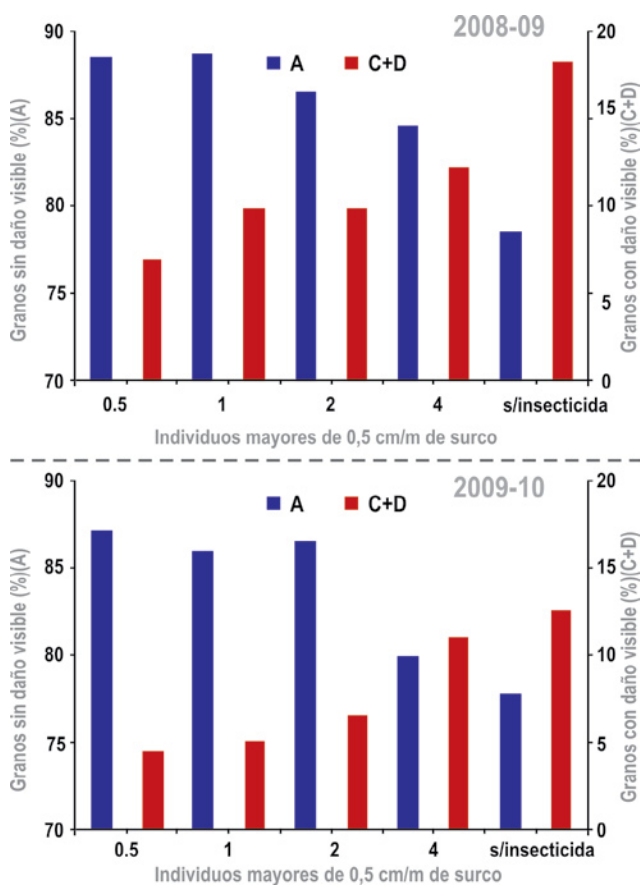 2008-09
A
C+D
Granos sin daño visible (%)(A)
90
85
80
75
70
Granos con daño visible (%)(C+D)
20
15
10
5
0
0.5
1
2
4
s/insecticida
Individuos mayores de 0,5 cm/m de surco
2009-10
A
C+D
Granos sin daño visible (%)(A)
90
85
80
75
70
Granos con daño visible (%)(C+D)
20
15
10
5
0
0.5
1
2
4
s/insecticida
Individuos mayores de 0,5 cm/m de surco